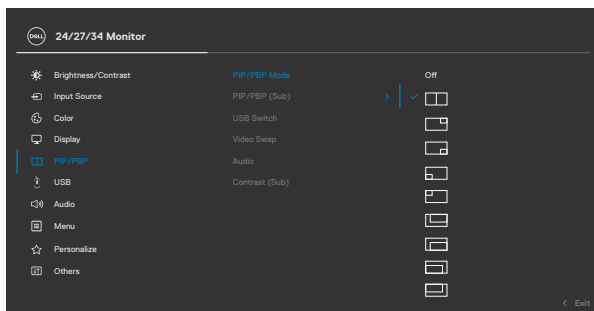 DELL 24/27/34 Monitor
Brightness/Contrast
Input Source
Color
Display
PIP/PBP
USB
Audio
Menu
Personalize
Others
PIP/PBP Mode
PIP/PBP (Sub)
USB Switch
Video Swap
Audio
Contrast (Sub)
Off
Exit